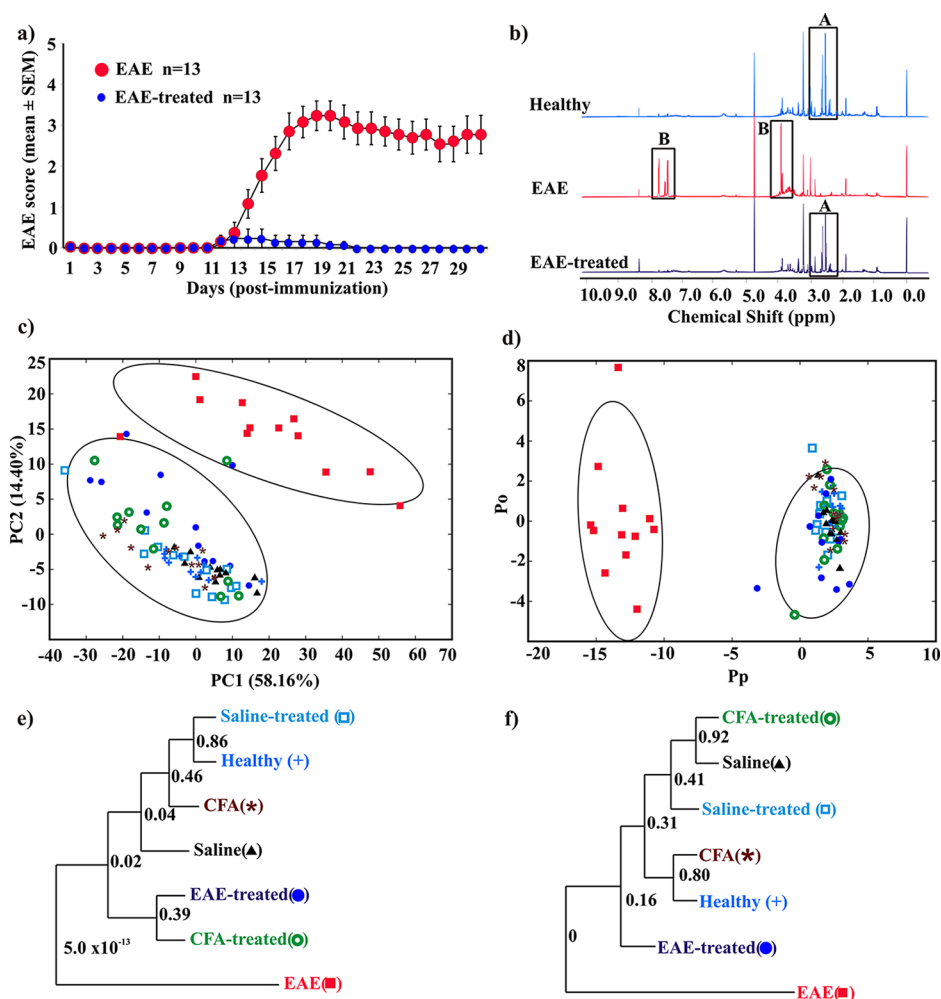 a)
5
4
3
2
1
0
EAE score (mean ± SEM)
EAE n=13
EAE-treated n=13
1 3 5 7 9 11 13 15 17 19 21 23 25 27 29
Days (post-immunization)
b)
A
Healthy
B
B
EAE
A
EAE-treated
10.0 9.0 8.0 7.0 6.0 5.0 4.0 3.0 2.0 1.0 0.0
Chemical Shift (ppm)
c)
25
20
15
10
5
0
-5
-10
PC2 (14.40%)
-40 -30 -20 -10 0 10 20 30 40 50 60 70
PC1 (58.16%)
d)
8
6
4
2
0
-2
-4
Po
-20 -15 -10 -5 0 5 10
Pp
e)
Saline-treated ( )
0.86
Healthy (+)
0.46
CFA(*)
0.04
Saline(▲)
0.02
EAE-treated(●)
0.39
CFA-treated( )
5.0 x10-13
EAE(■)
f)
CFA-treated( )
0.92
Saline(▲)
0.41
Saline-treated ( )
0.31
CFA(*)
0.80
Healthy (+)
0.16
EAE-treated(●)
0
EAE(■)